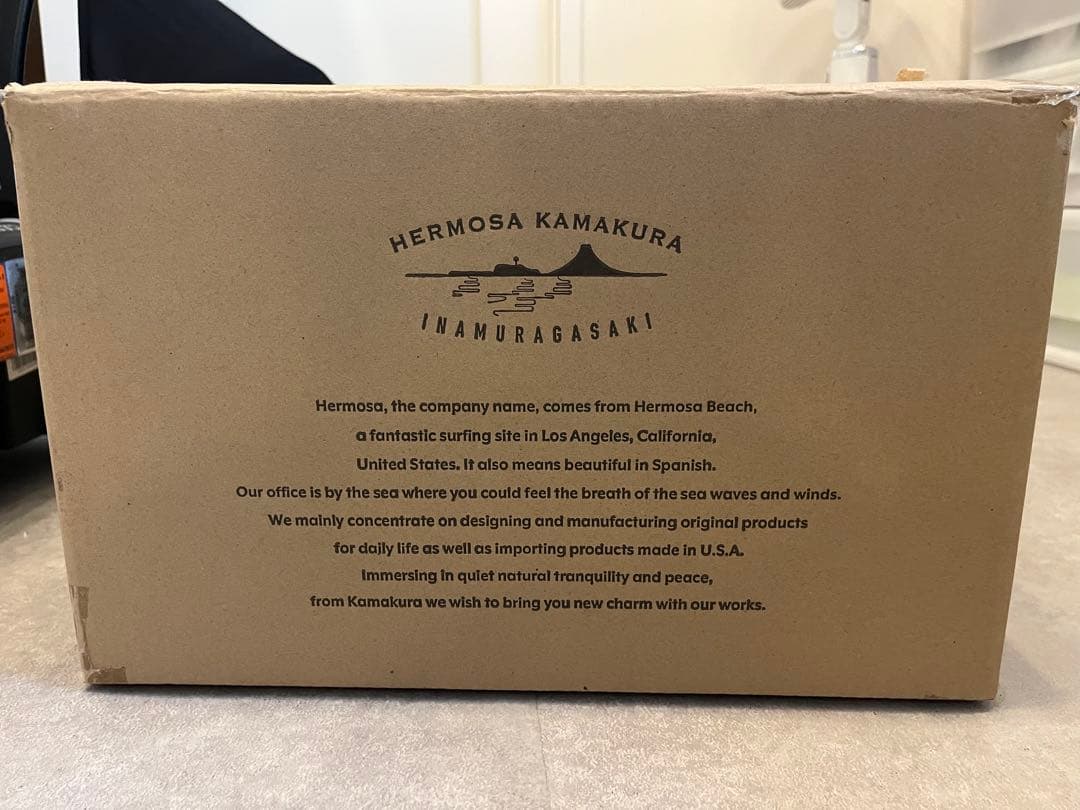 HERMOSA KAMAKURA
INAMURAGASAKI
Hermosa, the company name, comes from Hermosa Beach,
a fantastic surfing site in Los Angeles, California,
United States. It also means beautiful in Spanish.
Our office is by the sea where you could feel the breath of the sea waves and winds.
We mainly concentrate on designing and manufacturing original products
for daily life as well as importing products made in U.S.A.
Immersing in quiet natural tranquility and peace,
from Kamakura we wish to bring you new charm with our works.